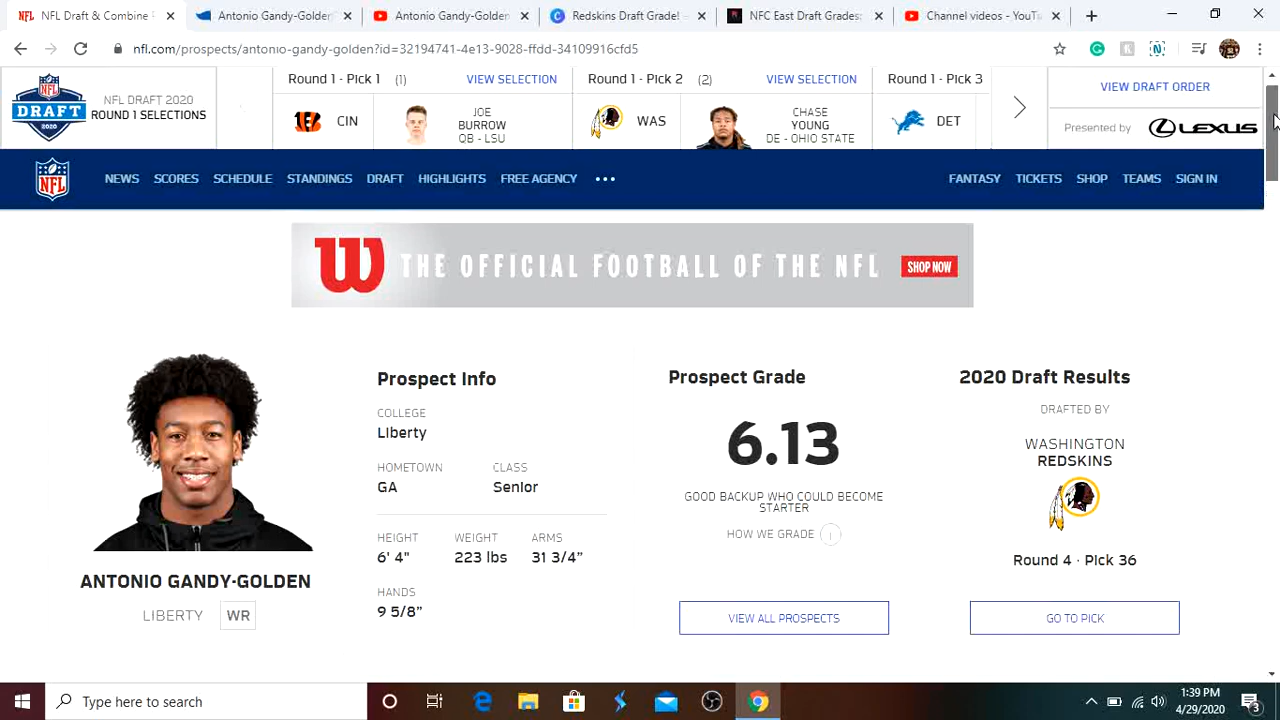 NFL Draft & Combine
Antonio Gandy-Golden
Antonio Gandy-Golden
Redskins Draft Grade!
NFC East Draft Grades
Channel videos - YouTu
nfl.com/prospects/antonio-gandy-golden?id=32194741-4e13-9028-ffdd-34109916cfd5
NFL
DRAFT
2020
NFL DRAFT 2020
ROUND 1 SELECTIONS
Round 1 - Pick 1 (1) VIEW SELECTION
CIN
JOE
BURROW
QB - LSU
Round 1 - Pick 2 (2) VIEW SELECTION
WAS
CHASE
YOUNG
DE - OHIO STATE
Round 1 - Pick 3
DET
VIEW DRAFT ORDER
Presented by LEXUS
NFL
NEWS SCORES SCHEDULE STANDINGS DRAFT HIGHLIGHTS FREE AGENCY ••• FANTASY TICKETS SHOP TEAMS SIGN IN
W THE OFFICIAL FOOTBALL OF THE NFL SHOP NOW
ANTONIO GANDY-GOLDEN
LIBERTY WR
Prospect Info
COLLEGE
Liberty
HOMETOWN CLASS
GA Senior
HEIGHT WEIGHT ARMS
6' 4" 223 lbs 31 3/4”
HANDS
9 5/8”
Prospect Grade
6.13
GOOD BACKUP WHO COULD BECOME
STARTER
HOW WE GRADE i
VIEW ALL PROSPECTS
2020 Draft Results
DRAFTED BY
WASHINGTON
REDSKINS
Round 4 · Pick 36
GO TO PICK
Type here to search
1:39 PM
4/29/2020
3